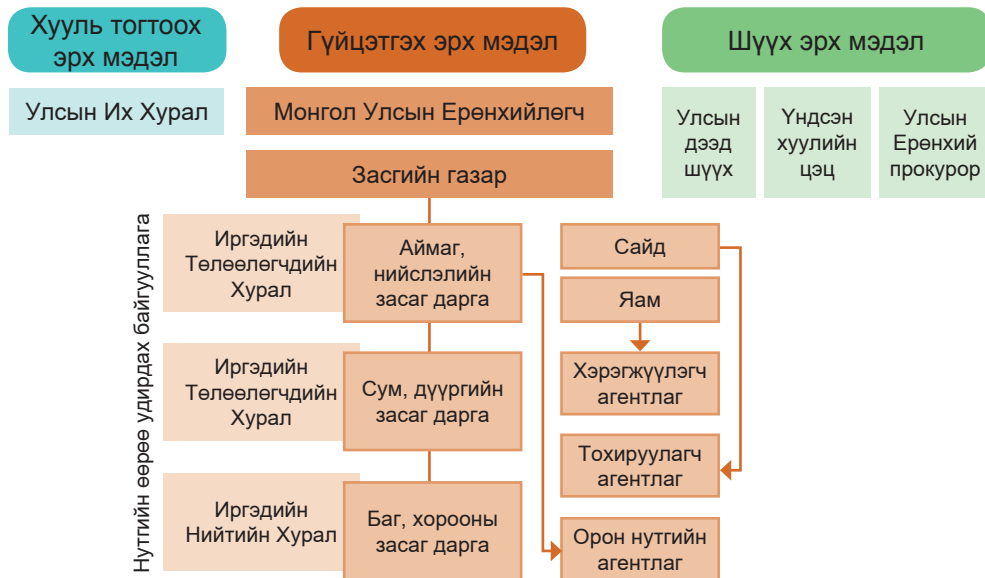 Хууль тогтоох
эрх мэдэл
Гүйцэтгэх эрх мэдэл
Шүүх эрх мэдэл
Улсын Их Хурал
Монгол Улсын Ерөнхийлөгч
Засгийн газар
Улсын
дээд
шүүх
Үндсэн
хуулийн
цэц
Улсын
Ерөнхий
прокурор
Нутгийн өөрөө удирдах байгууллага
Иргэдийн
Төлөөлөгчдийн
Хурал
Аймаг,
нийслэлийн
засаг дарга
Сайд
Яам
Иргэдийн
Төлөөлөгчдийн
Хурал
Сум, дүүргийн
засаг дарга
Хэрэгжүүлэгч
агентлаг
Тохируулагч
агентлаг
Иргэдийн
Нийтийн Хурал
Баг, хорооны
засаг дарга
Орон нутгийн
агентлаг